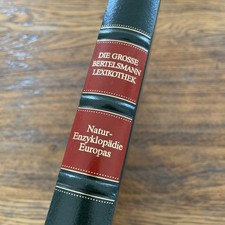 DIE GROSSE
BERTELSMANN
LEXIKOTHEK
Natur-
Enzyklopädie
Europas